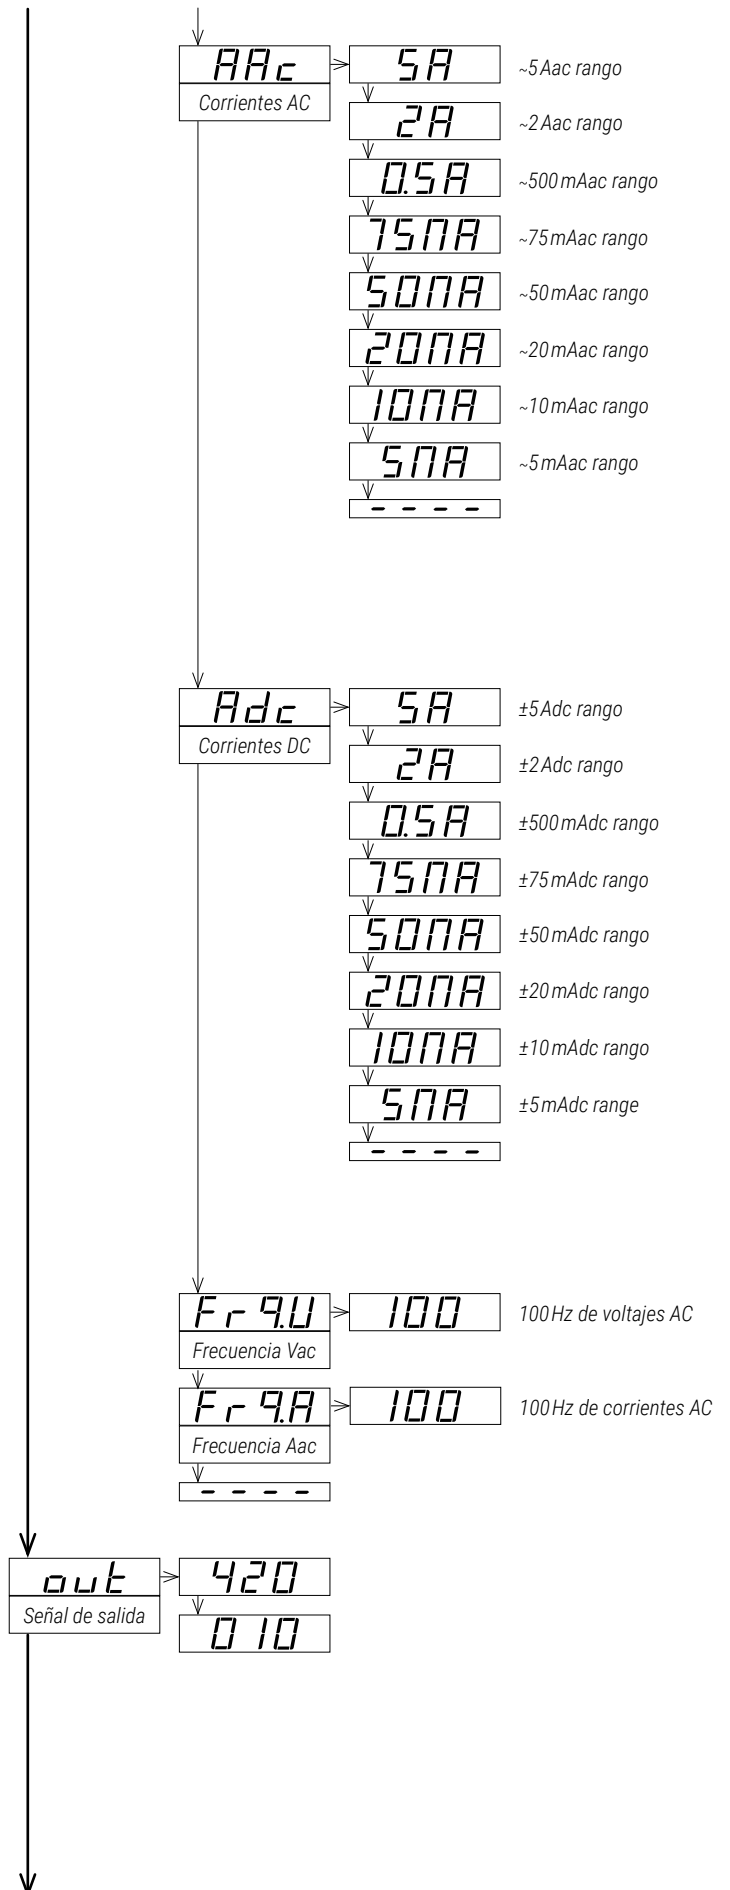 AAc 5A ~5 Aac rango
Corrientes AC
2A ~2 Aac rango
0.5A ~500 mAac rango
75mA ~75 mAac rango
50mA ~50 mAac rango
20mA ~20 mAac rango
10mA ~10 mAac rango
5mA ~5 mAac rango
- - - -
Adc 5A ±5 Adc rango
Corrientes DC
2A ±2 Adc rango
0.5A ±500 mAdc rango
75mA ±75 mAdc rango
50mA ±50 mAdc rango
20mA ±20 mAdc rango
10mA ±10 mAdc rango
5mA ±5 mAdc range
- - - -
Frq.U 100 100 Hz de voltajes AC
Frecuencia Vac
Frq.A 100 100 Hz de corrientes AC
Frecuencia Aac
- - - -
out 420
Señal de salida
010